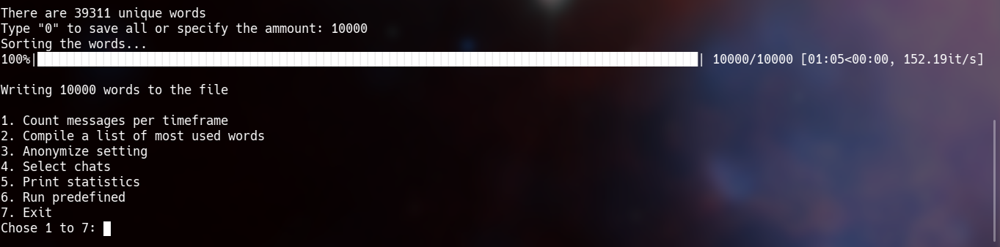 There are 39311 unique words
Type "0" to save all or specify the ammount: 10000
Sorting the words...
100%|██████████████████████████████████████████████████████████████████████████████████████████| 10000/10000 [01:05<00:00, 152.19it/s]
Writing 10000 words to the file
1. Count messages per timeframe
2. Compile a list of most used words
3. Anonymize setting
4. Select chats
5. Print statistics
6. Run predefined
7. Exit
Chose 1 to 7: